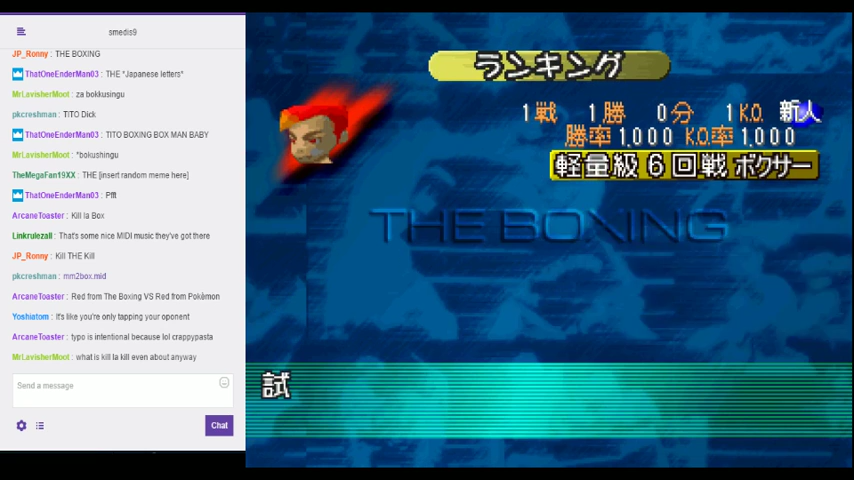 smedis9
JP_Ronny : THE BOXING
ThatOneEnderMan03 : THE *Japanese letters*
MrLavisherMoot : za bokkusingu
pkcreshman : TITO Dick
ThatOneEnderMan03 : TITO BOXING BOX MAN BABY
MrLavisherMoot : *bokushingu
TheMegaFan19XX : THE [insert random meme here]
ThatOneEnderMan03 : Pfft
ArcaneToaster : Kill la Box
Linkrulezall : That's some nice MIDI music they've got there
JP_Ronny : Kill THE Kill
pkcreshman : mm2box.mid
ArcaneToaster : Red from The Boxing VS Red from Pokémon
Yoshiatom : It's like you're only tapping your oponent
ArcaneToaster : typo is intentional because lol crappypasta
MrLavisherMoot : what is kill la kill even about anyway
Send a message
Chat
ランキング
1戦 1勝 0分 1K.O. 新人
勝率1,000 K.O.率1,000
軽量級6回戦ボクサー
THE BOXING
試